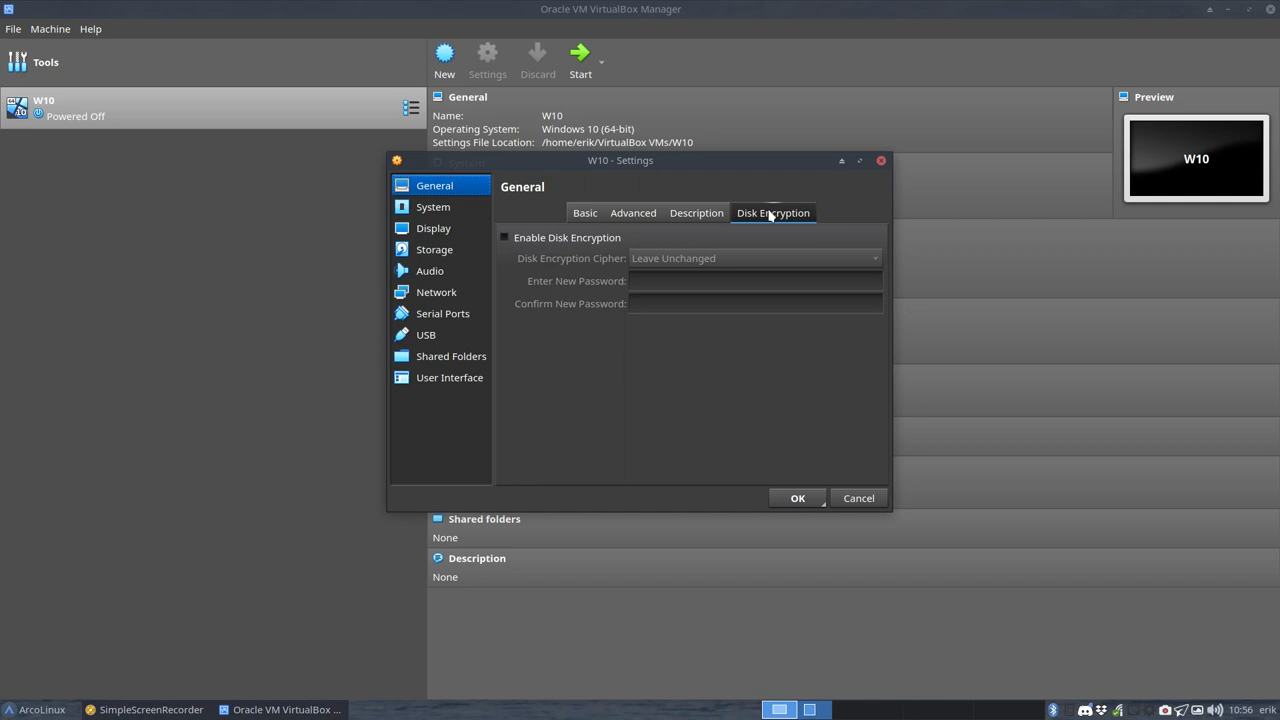 Oracle VM VirtualBox Manager
File Machine Help
Tools
New Settings Discard Start
W10
Powered Off
General
Name: W10
Operating System: Windows 10 (64-bit)
Settings File Location: /home/erik/VirtualBox VMs/W10
Preview
W10
System
W10 - Settings
General
System
Display
Storage
Audio
Network
Serial Ports
USB
Shared Folders
User Interface
General
Basic Advanced Description Disk Encryption
Enable Disk Encryption
Disk Encryption Cipher: Leave Unchanged
Enter New Password:
Confirm New Password:
OK Cancel
Shared folders
None
Description
None
ArcoLinux SimpleScreenRecorder Oracle VM VirtualBox ... 10:56 erik